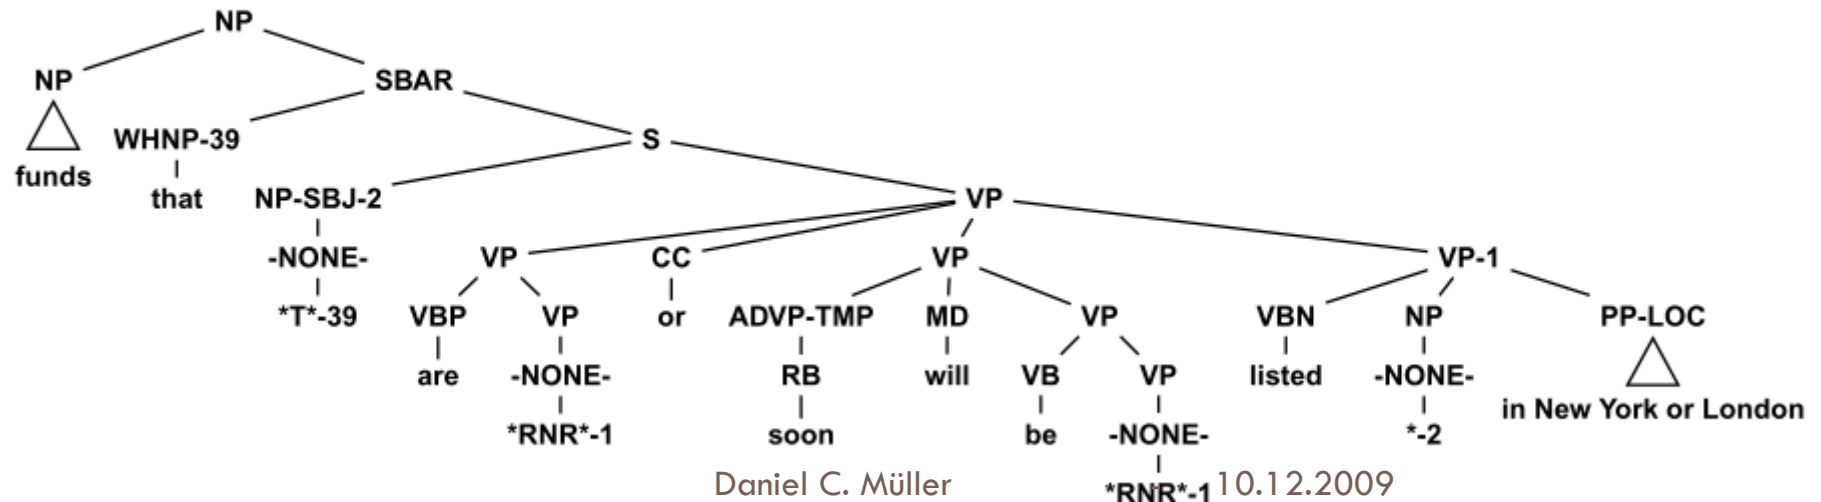 NP
NP SBAR
WHNP-39 S
funds
that NP-SBJ-2 VP
-NONE- VP CC VP VP-1
*T*-39 VBP VP or ADVP-TMP MD VP VBN NP PP-LOC
are -NONE- RB will VB VP listed -NONE-
in New York or London
*RNR*-1 soon be -NONE- *-2
Daniel C. Müller *RNR*-1 10.12.2009